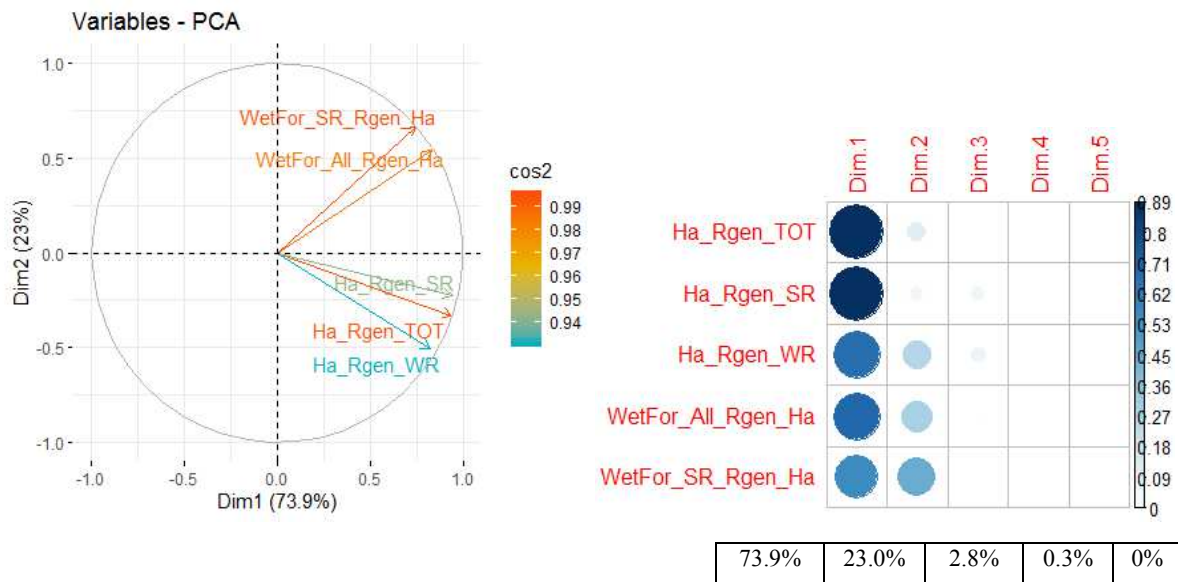 Variables - PCA
1.0
0.5
0.0
-0.5
-1.0
Dim2 (23%)
WetFor_SR_Rgen_Ha
WetFor_All_Rgen_Ha
Ha_Rgen_SR
Ha_Rgen_TOT
Ha_Rgen_WR
-1.0 -0.5 0.0 0.5 1.0
Dim1 (73.9%)
cos2
0.99
0.98
0.97
0.96
0.95
0.94
Dim.1 Dim.2 Dim.3 Dim.4 Dim.5
Ha_Rgen_TOT
Ha_Rgen_SR
Ha_Rgen_WR
WetFor_All_Rgen_Ha
WetFor_SR_Rgen_Ha
0.89
0.8
0.71
0.62
0.53
0.45
0.36
0.27
0.18
0.09
0
73.9% 23.0% 2.8% 0.3% 0%